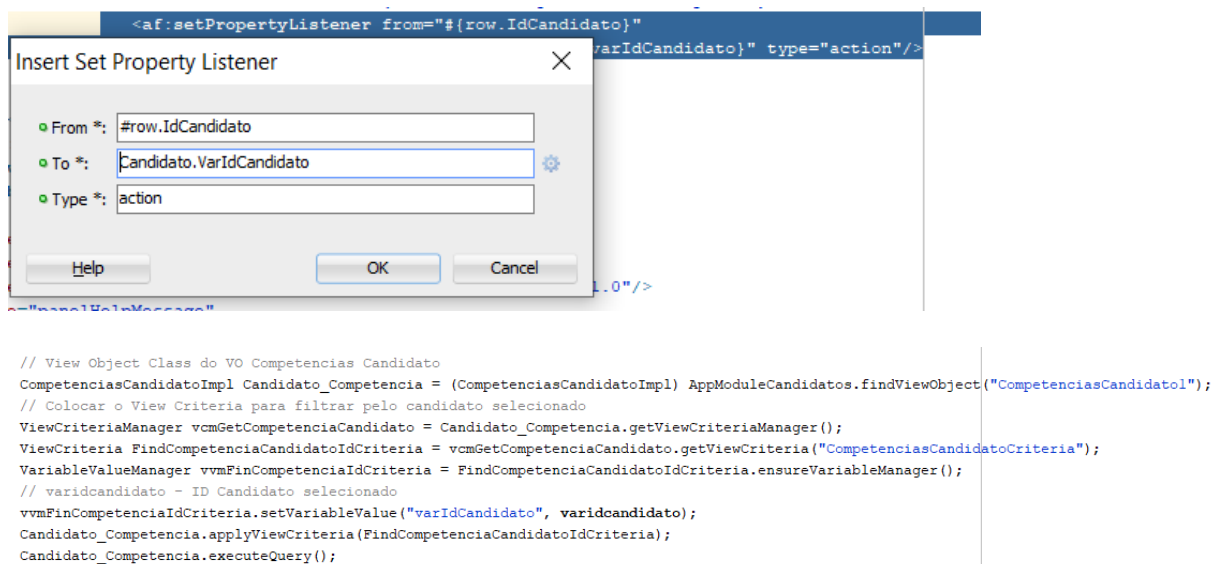 <af:setPropertyListener from="#{row.IdCandidato}"
varIdCandidato}" type="action"/>
Insert Set Property Listener
From *: #row.IdCandidato
To *: Candidato.VarIdCandidato
Type *: action
Help OK Cancel
1.0"/>
// View Object Class do VO Competencias Candidato
CompetenciasCandidatoImpl Candidato_Competencia = (CompetenciasCandidatoImpl) AppModuleCandidatos.findViewObject("CompetenciasCandidato1");
// Colocar o View Criteria para filtrar pelo candidato selecionado
ViewCriteriaManager vcmGetCompetenciaCandidato = Candidato_Competencia.getViewCriteriaManager();
ViewCriteria FindCompetenciaCandidatoIdCriteria = vcmGetCompetenciaCandidato.getViewCriteria("CompetenciasCandidatoCriteria");
VariableValueManager vvmFinCompetenciaIdCriteria = FindCompetenciaCandidatoIdCriteria.ensureVariableManager();
// varidcandidato - ID Candidato selecionado
vvmFinCompetenciaIdCriteria.setVariableValue("varIdCandidato", varidcandidato);
Candidato_Competencia.applyViewCriteria(FindCompetenciaCandidatoIdCriteria);
Candidato_Competencia.executeQuery();